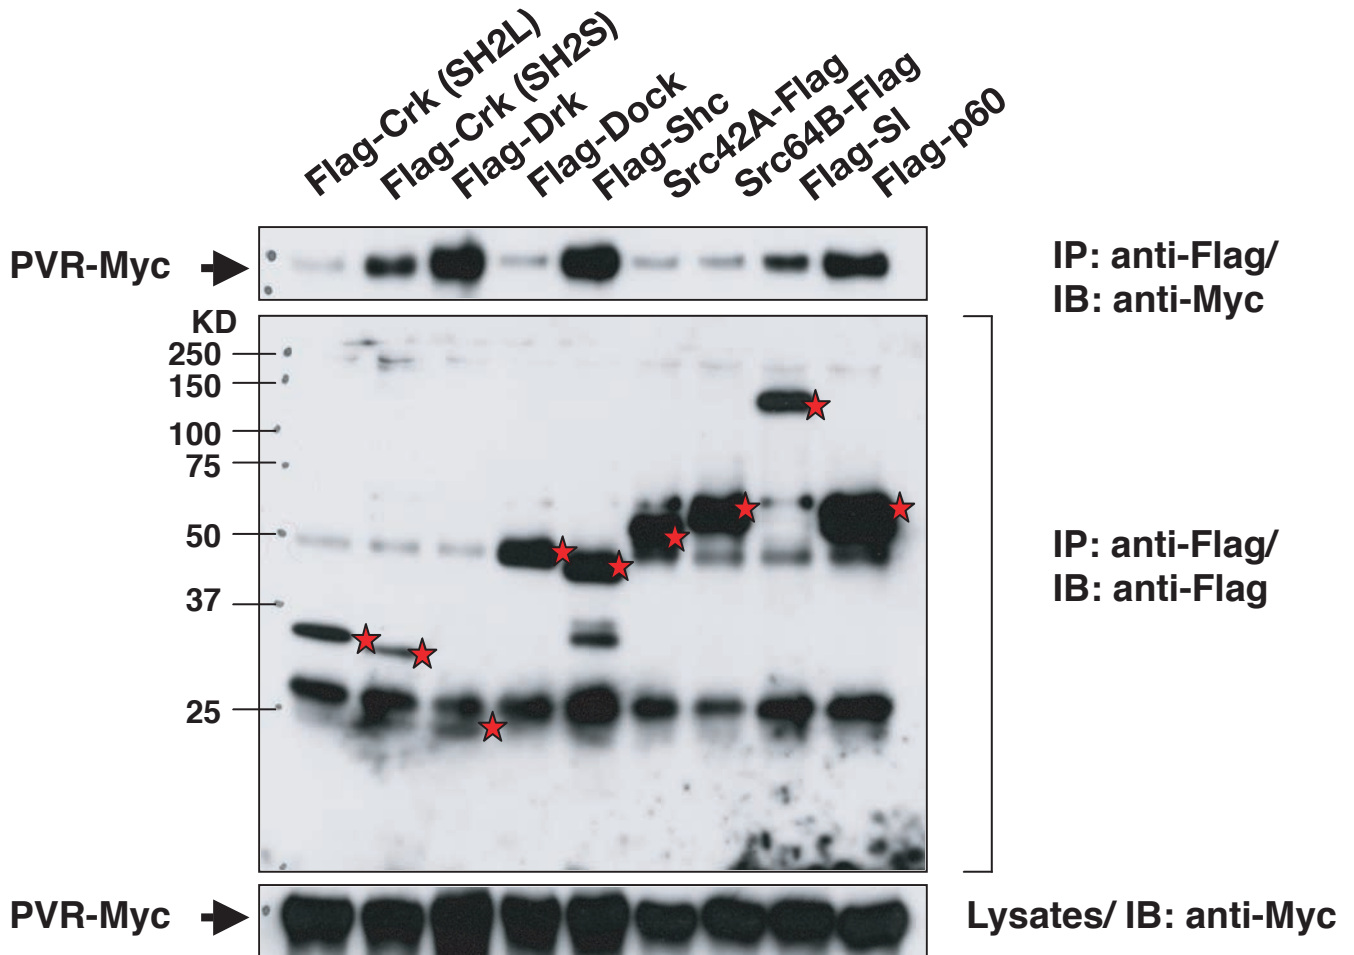 Flag-Crk (SH2L)
Flag-Crk (SH2S)
Flag-Drk
Flag-Dock
Flag-Shc
Src42A-Flag
Src64B-Flag
Flag-Sl
Flag-p60
PVR-Myc
IP: anti-Flag/
IB: anti-Myc
KD
250
150
100
75
50
37
25
IP: anti-Flag/
IB: anti-Flag
PVR-Myc
Lysates/ IB: anti-Myc